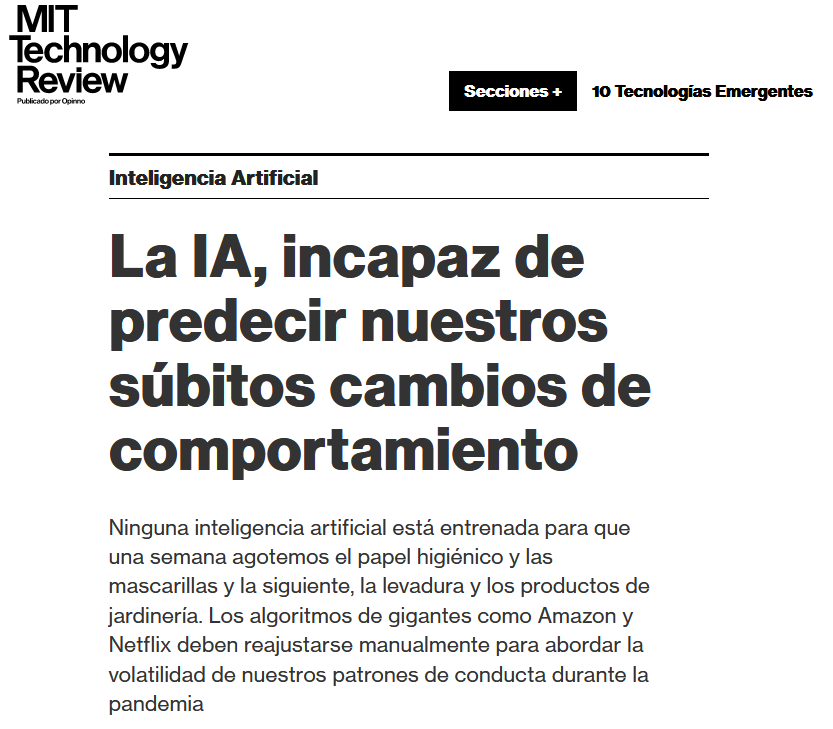 MIT
Technology
Review
Publicado por Opinno
Secciones +
10 Tecnologías Emergentes
Inteligencia Artificial
La IA, incapaz de
predecir nuestros
súbitos cambios de
comportamiento
Ninguna inteligencia artificial está entrenada para que
una semana agotemos el papel higiénico y las
mascarillas y la siguiente, la levadura y los productos de
jardinería. Los algoritmos de gigantes como Amazon y
Netflix deben reajustarse manualmente para abordar la
volatilidad de nuestros patrones de conducta durante la
pandemia